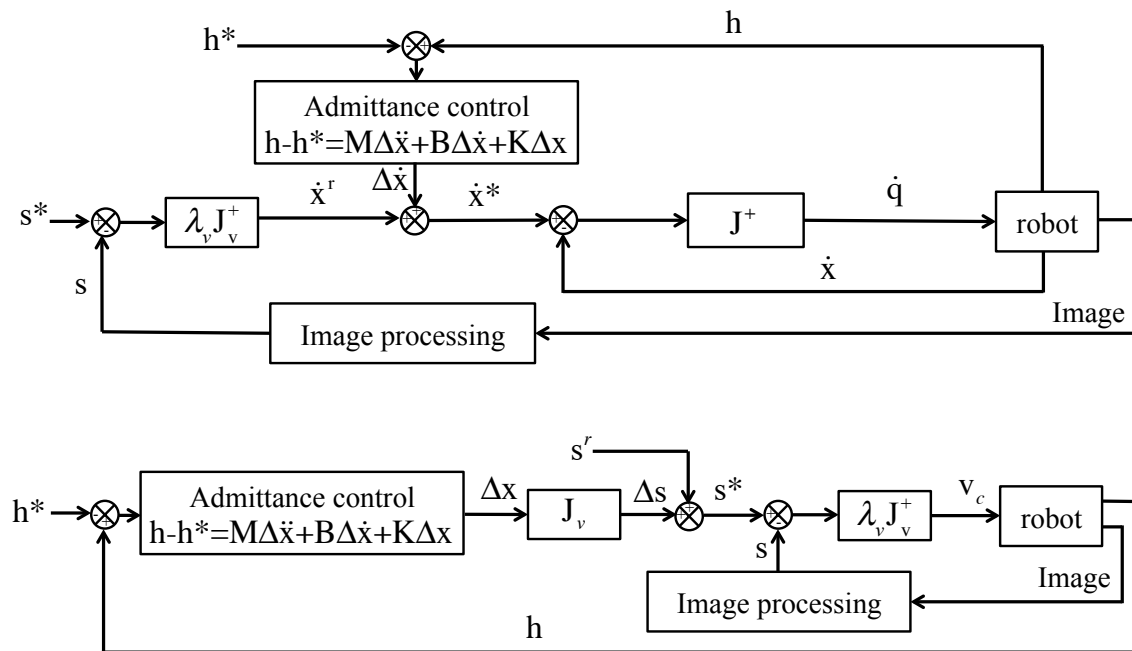 h*
h
Admittance control
h-h*=MΔẍ+BΔẋ+KΔx
ẋʳ
Δẋ
ẋ*
q̇
s*
λᵥJᵥ⁺
J⁺
robot
ẋ
s
Image
Image processing
sʳ
Admittance control
h-h*=MΔẍ+BΔẋ+KΔx
Δx
Δs
s*
v_c
h*
Jᵥ
λᵥJᵥ⁺
robot
s
Image
Image processing
h